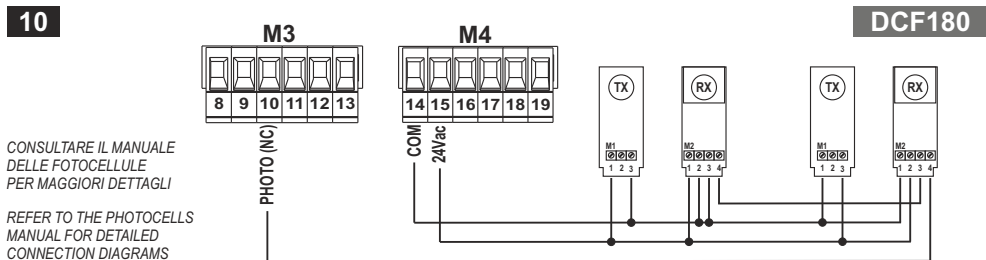 10
DCF180
M3
M4
8 9 10 11 12 13
14 15 16 17 18 19
PHOTO (NC)
COM
24Vac
TX
RX
TX
RX
M1
1 2 3
M2
1 2 3 4
M1
1 2 3
M2
1 2 3 4
CONSULTARE IL MANUALE
DELLE FOTOCELLULE
PER MAGGIORI DETTAGLI
REFER TO THE PHOTOCELLS
MANUAL FOR DETAILED
CONNECTION DIAGRAMS